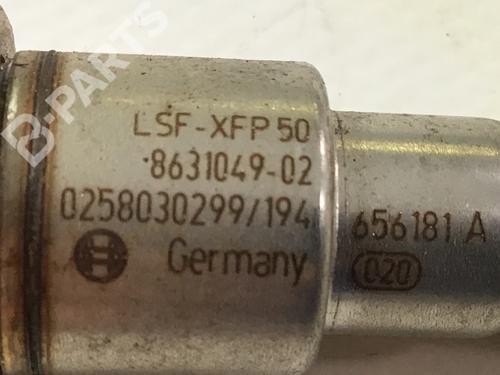 B-PARTS
LSF-XFP50
8631049-02
0258030299/194
Germany
656181 A
020